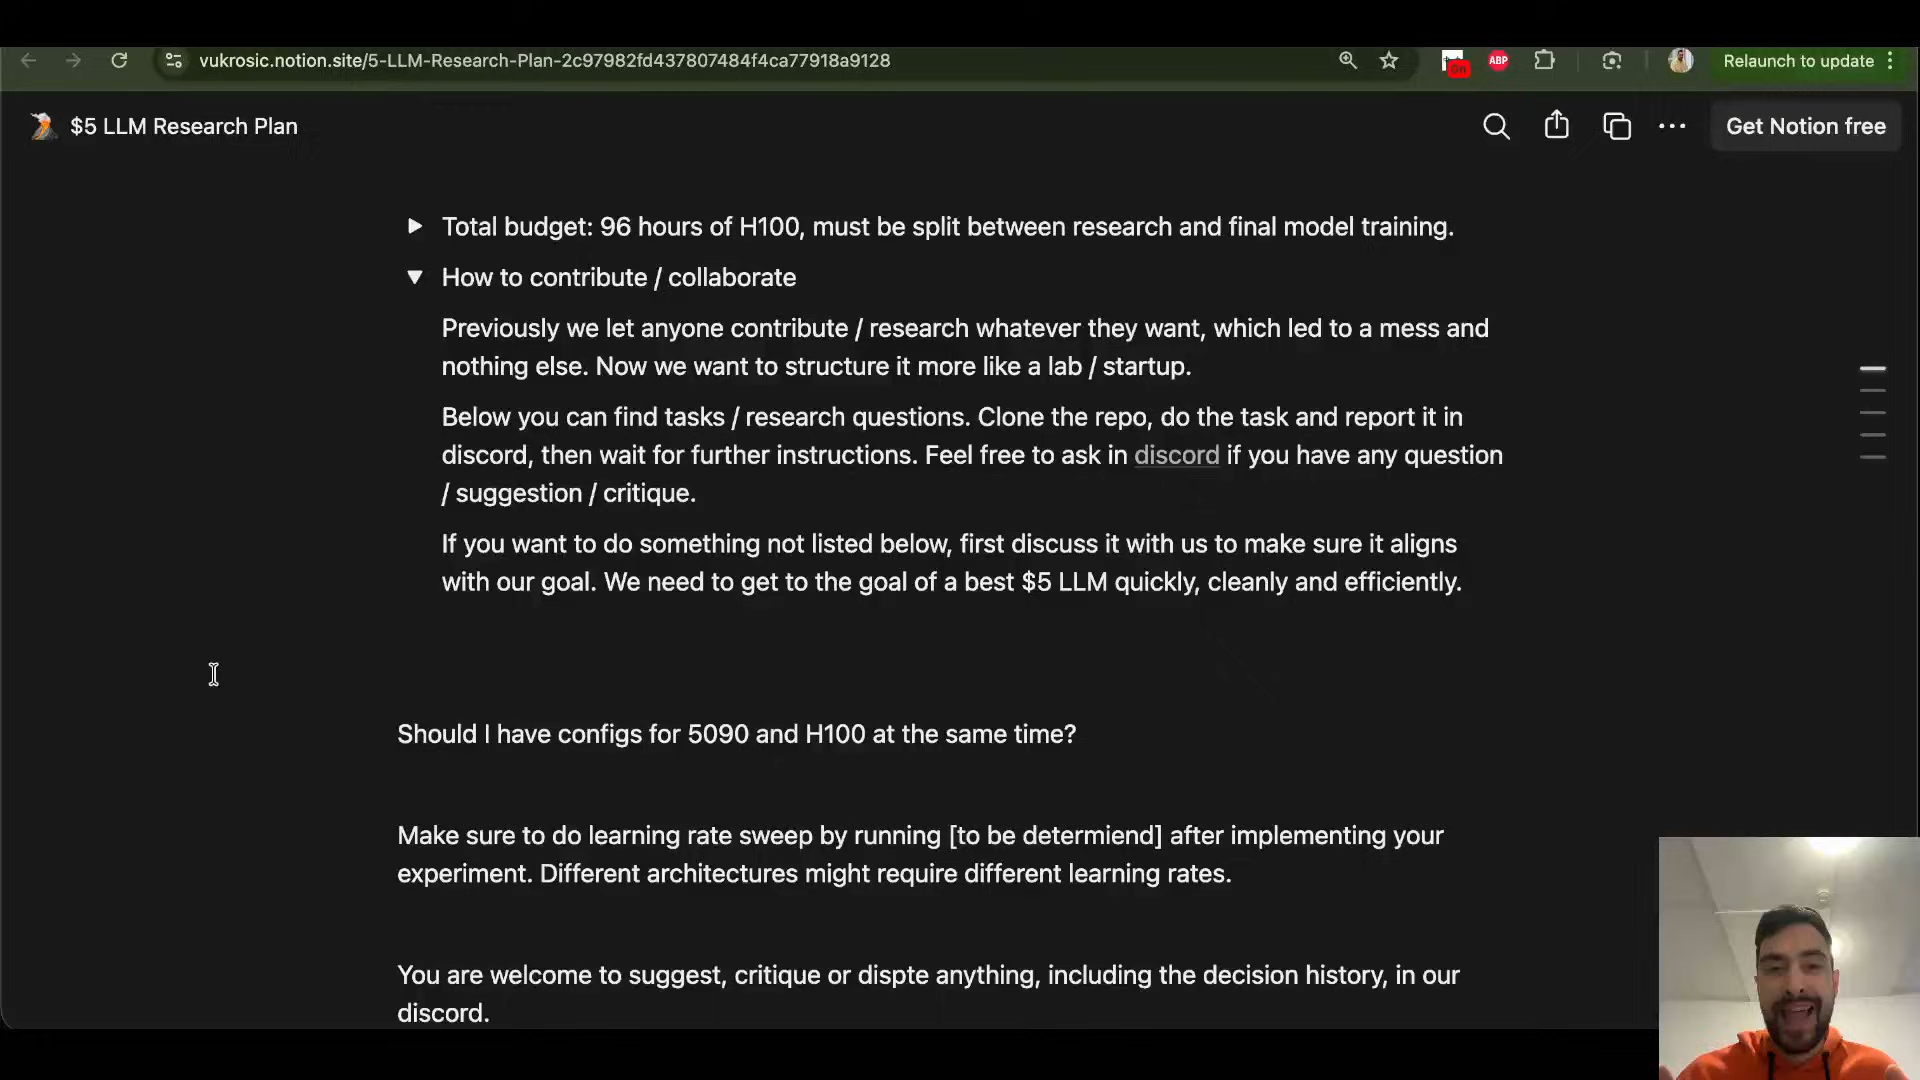 vukrosic.notion.site/5-LLM-Research-Plan-2c97982fd437807484f4ca77918a9128
On
ABP
Relaunch to update
$5 LLM Research Plan
Get Notion free
Total budget: 96 hours of H100, must be split between research and final model training.
How to contribute / collaborate
Previously we let anyone contribute / research whatever they want, which led to a mess and
nothing else. Now we want to structure it more like a lab / startup.
Below you can find tasks / research questions. Clone the repo, do the task and report it in
discord, then wait for further instructions. Feel free to ask in discord if you have any question
/ suggestion / critique.
If you want to do something not listed below, first discuss it with us to make sure it aligns
with our goal. We need to get to the goal of a best $5 LLM quickly, cleanly and efficiently.
Should I have configs for 5090 and H100 at the same time?
Make sure to do learning rate sweep by running [to be determiend] after implementing your
experiment. Different architectures might require different learning rates.
You are welcome to suggest, critique or dispte anything, including the decision history, in our
discord.